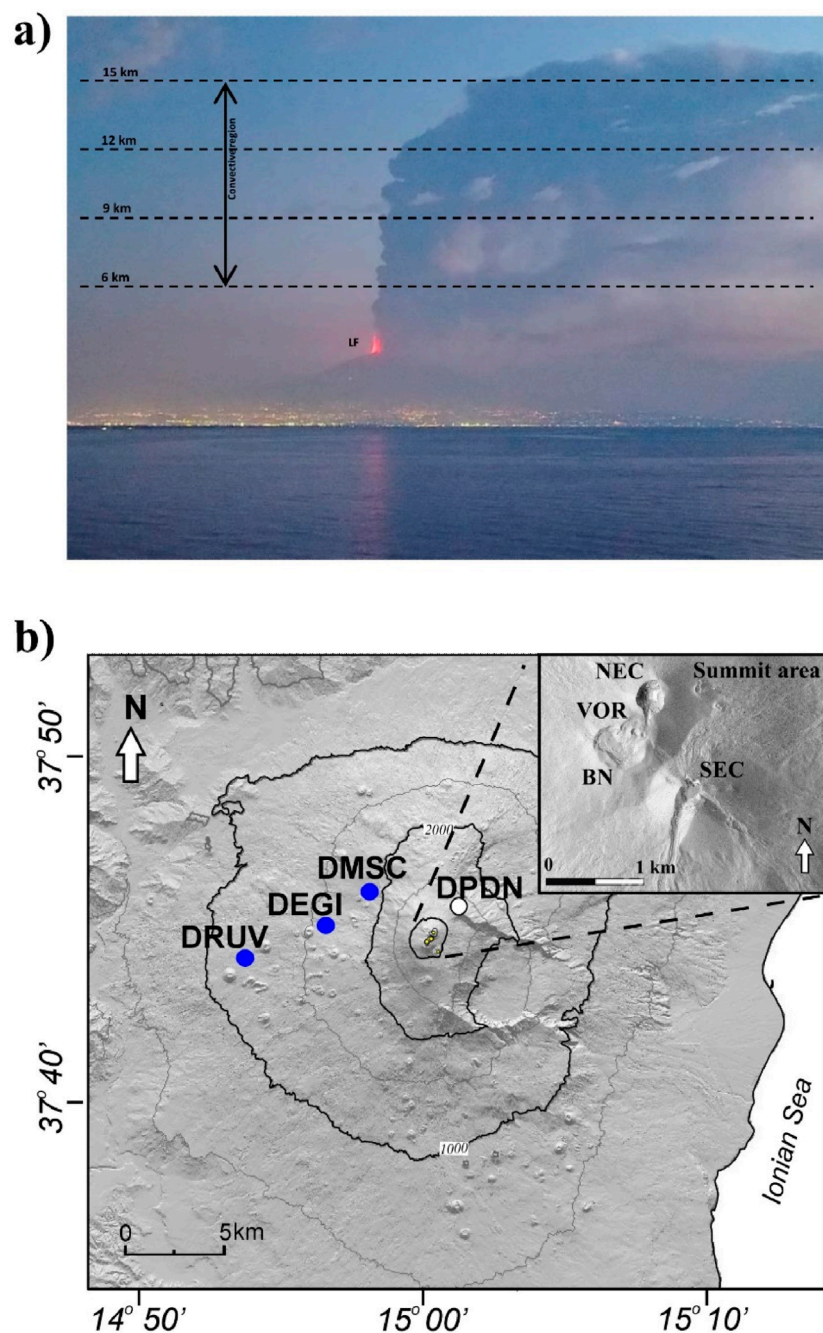 a)
15 km
Convective region
12 km
9 km
6 km
LF
b)
N
37° 50'
NEC
Summit area
VOR
BN
SEC
N
0
1 km
2000
DMSC
DPDN
DEGI
DRUV
37° 40'
1000
Ionian Sea
0
5km
14° 50'
15° 00'
15° 10'